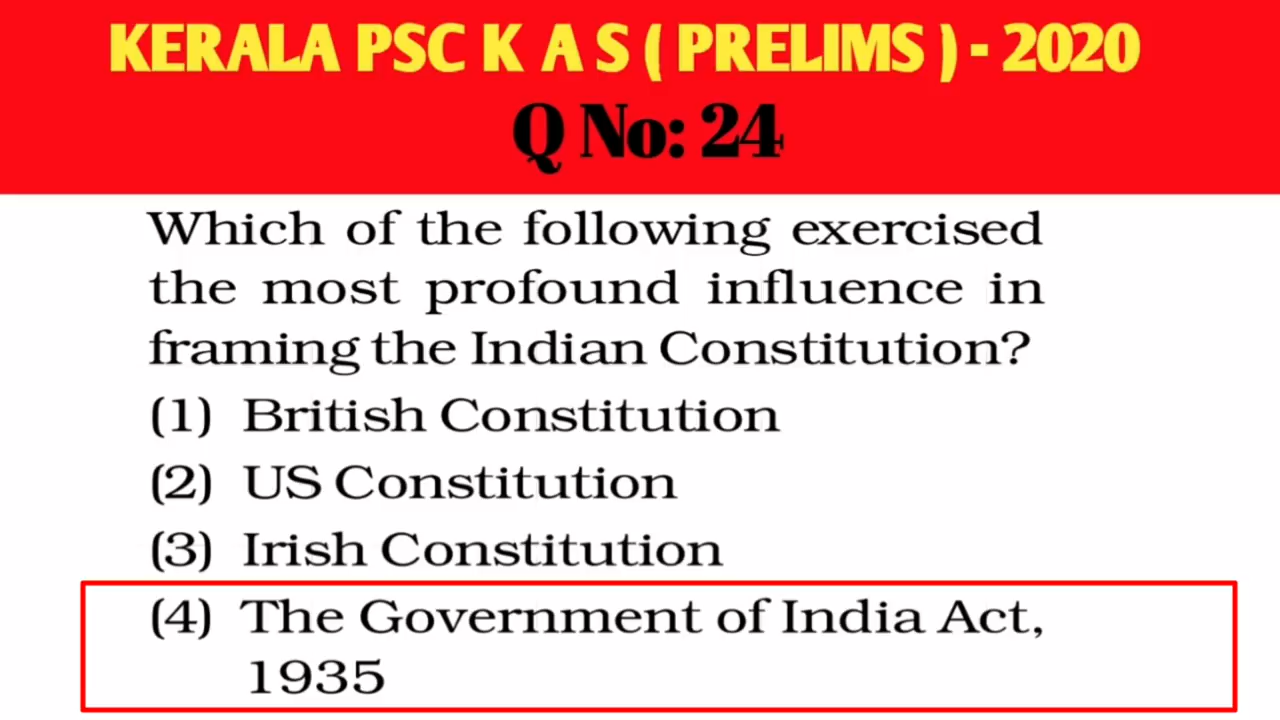 KERALA PSC K A S ( PRELIMS ) - 2020
Q No: 24
Which of the following exercised
the most profound influence in
framing the Indian Constitution?
(1) British Constitution
(2) US Constitution
(3) Irish Constitution
(4) The Government of India Act,
1935